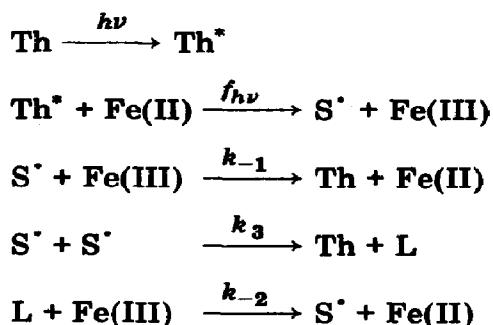 Th hν ⟶ Th*
Th* + Fe(II) f_hν ⟶ S· + Fe(III)
S· + Fe(III) k₋₁ ⟶ Th + Fe(II)
S· + S· k₃ ⟶ Th + L
L + Fe(III) k₋₂ ⟶ S· + Fe(II)